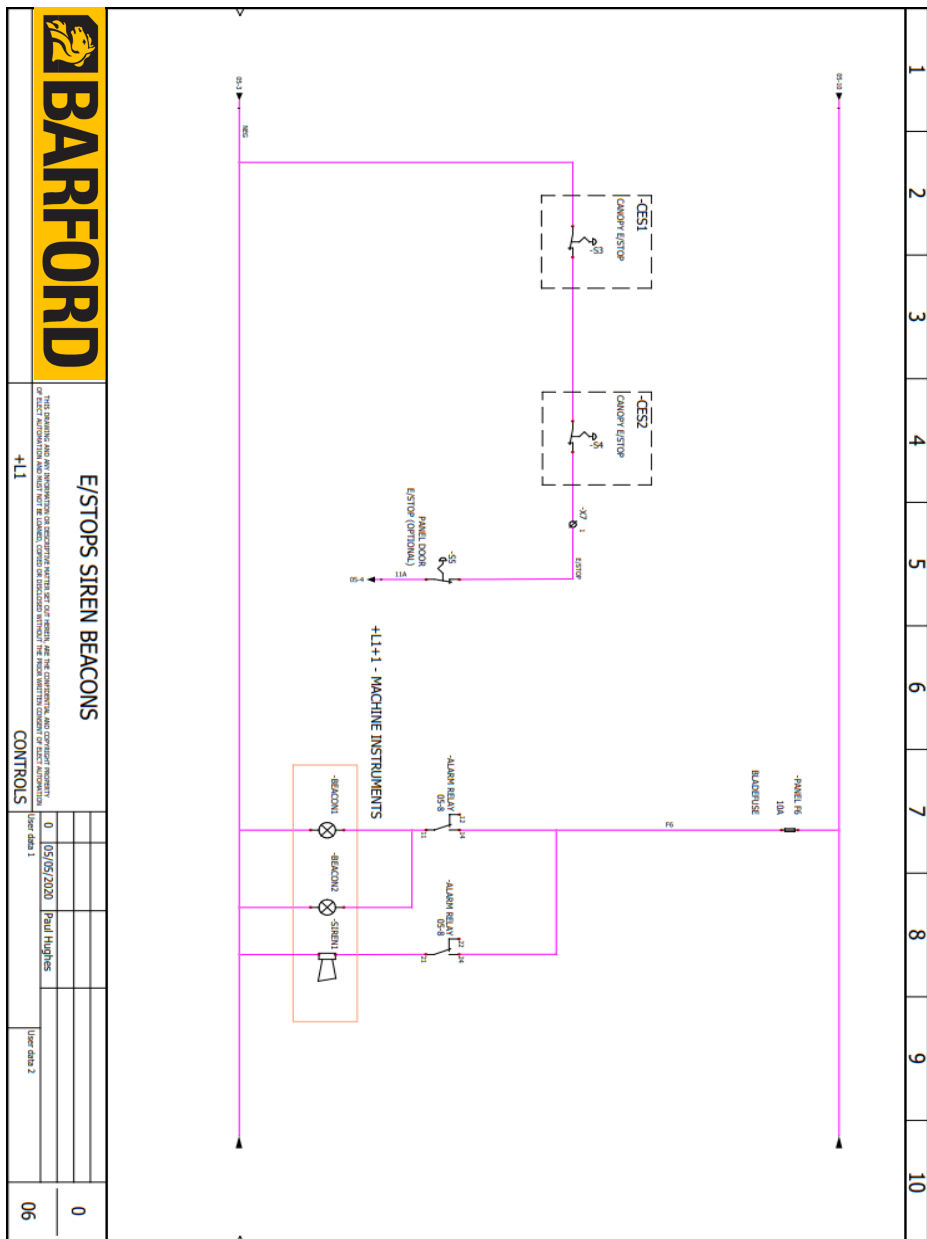 1
2
3
4
5
6
7
8
9
10
05-10
05-3
NEG
-CES1
CANOPY E/STOP
-S3
-CES2
CANOPY E/STOP
-S4
-X7
1
E/STOP
-S5
PANEL DOOR
E/STOP (OPTIONAL)
11A
05-4
+L1+1 - MACHINE INSTRUMENTS
-PANEL F6
10A
BLADEFUSE
F6
-ALARM RELAY
05-8
12
14
11
-ALARM RELAY
05-8
22
24
21
-BEACON1
-BEACON2
-SIREN1
BARFORD
E/STOPS SIREN BEACONS
THIS DRAWING AND ANY INFORMATION OR DESCRIPTIVE MATTER SET OUT HEREIN, ARE THE CONFIDENTIAL AND COPYRIGHT PROPERTY
OF ELECT AUTOMATION AND MUST NOT BE LOANED, COPIED OR DISCLOSED WITHOUT THE PRIOR WRITTEN CONSENT OF ELECT AUTOMATION
+L1
CONTROLS
0
05/05/2020
Paul Hughes
User data 1
User data 2
0
06